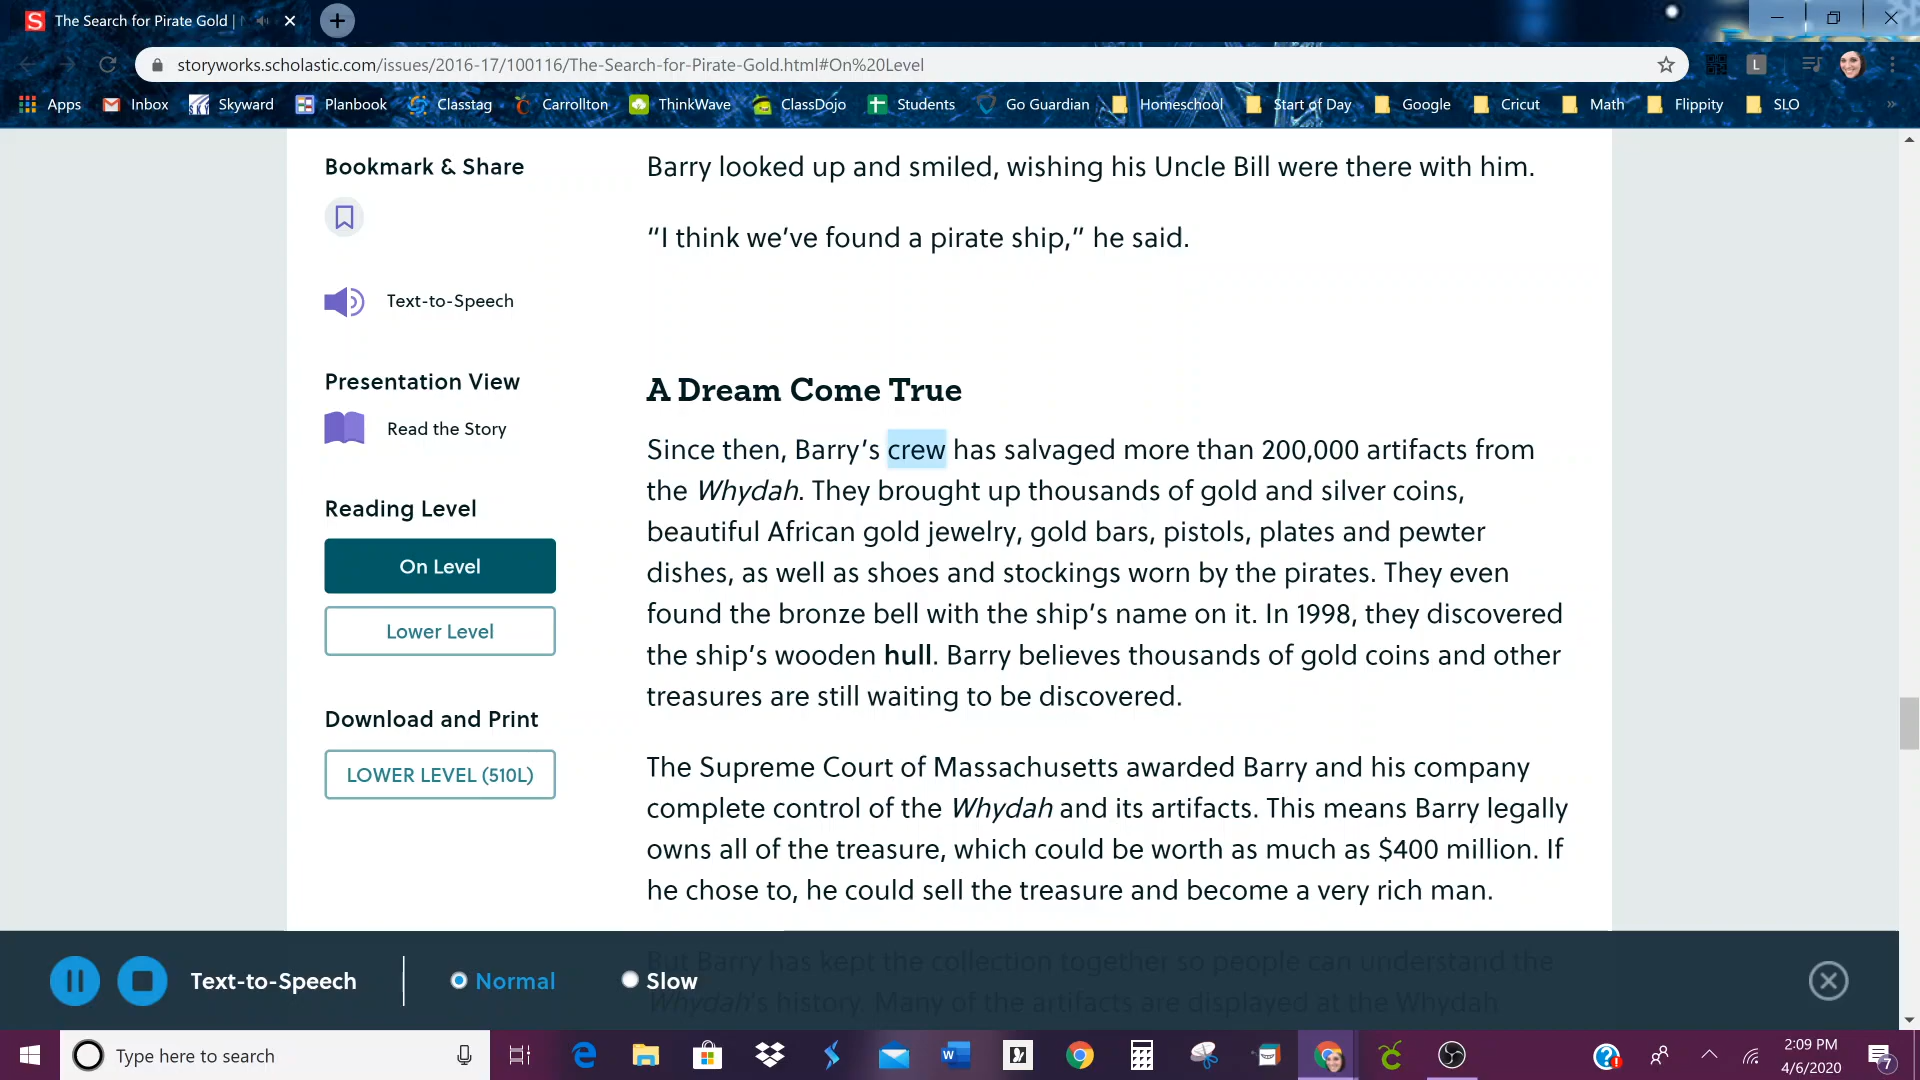 The Search for Pirate Gold |
storyworks.scholastic.com/issues/2016-17/100116/The-Search-for-Pirate-Gold.html#On%20Level
L
Apps Inbox Skyward Planbook Classtag Carrollton ThinkWave ClassDojo Students Go Guardian Homeschool Start of Day Google Cricut Math Flippity SLO »
Bookmark & Share
Text-to-Speech
Presentation View
Read the Story
Reading Level
On Level
Lower Level
Download and Print
LOWER LEVEL (510L)
Barry looked up and smiled, wishing his Uncle Bill were there with him.
“I think we’ve found a pirate ship,” he said.
A Dream Come True
Since then, Barry’s crew has salvaged more than 200,000 artifacts from
the Whydah. They brought up thousands of gold and silver coins,
beautiful African gold jewelry, gold bars, pistols, plates and pewter
dishes, as well as shoes and stockings worn by the pirates. They even
found the bronze bell with the ship’s name on it. In 1998, they discovered
the ship’s wooden hull. Barry believes thousands of gold coins and other
treasures are still waiting to be discovered.
The Supreme Court of Massachusetts awarded Barry and his company
complete control of the Whydah and its artifacts. This means Barry legally
owns all of the treasure, which could be worth as much as $400 million. If
he chose to, he could sell the treasure and become a very rich man.
But Barry has kept the collection together so people can understand the
Whydah’s history. Many of the artifacts are displayed at the Whydah
Text-to-Speech Normal Slow
Type here to search
2:09 PM
4/6/2020
7